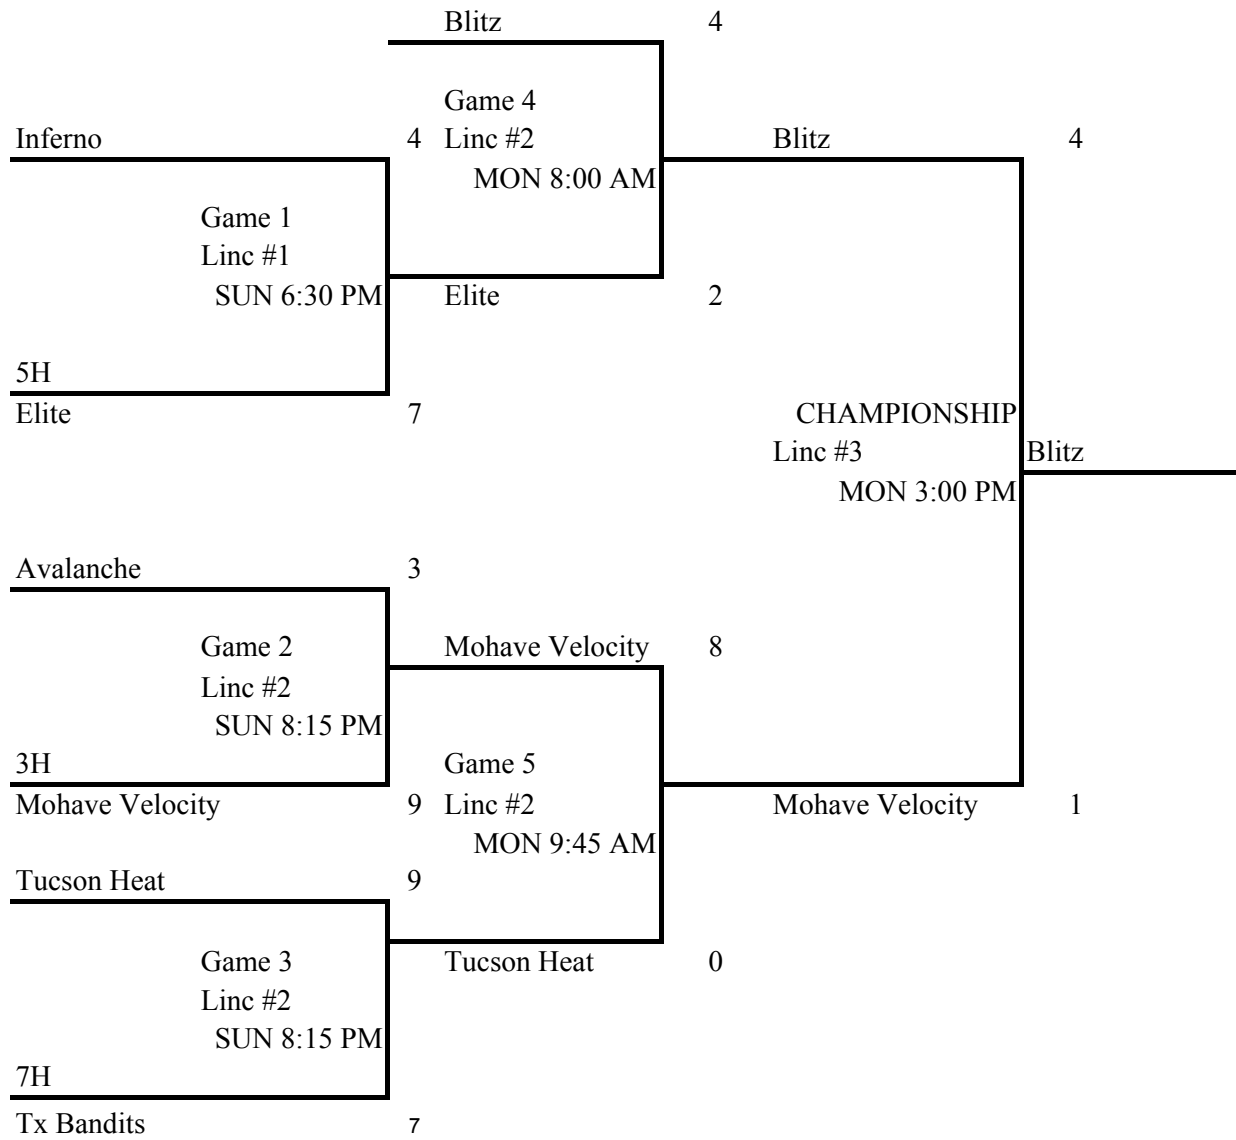 Blitz 4
Game 4
Inferno 4 Linc #2 Blitz 4
MON 8:00 AM
Game 1
Linc #1
SUN 6:30 PM Elite 2
5H
Elite 7 CHAMPIONSHIP
Linc #3 Blitz
MON 3:00 PM
Avalanche 3
Game 2 Mohave Velocity 8
Linc #2
SUN 8:15 PM
3H Game 5
Mohave Velocity 9 Linc #2 Mohave Velocity 1
MON 9:45 AM
Tucson Heat 9
Game 3 Tucson Heat 0
Linc #2
SUN 8:15 PM
7H
Tx Bandits 7